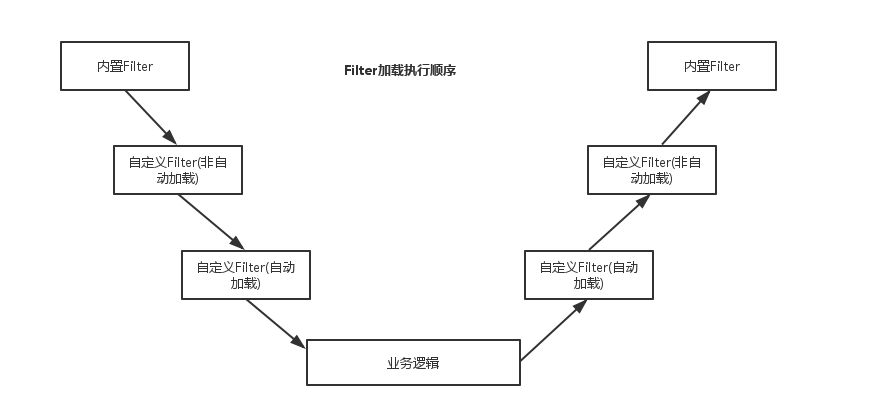 内置Filter
Filter加载执行顺序
内置Filter
自定义Filter(非自
动加载)
自定义Filter(非自
动加载)
自定义Filter(自动
加载)
自定义Filter(自动
加载)
业务逻辑